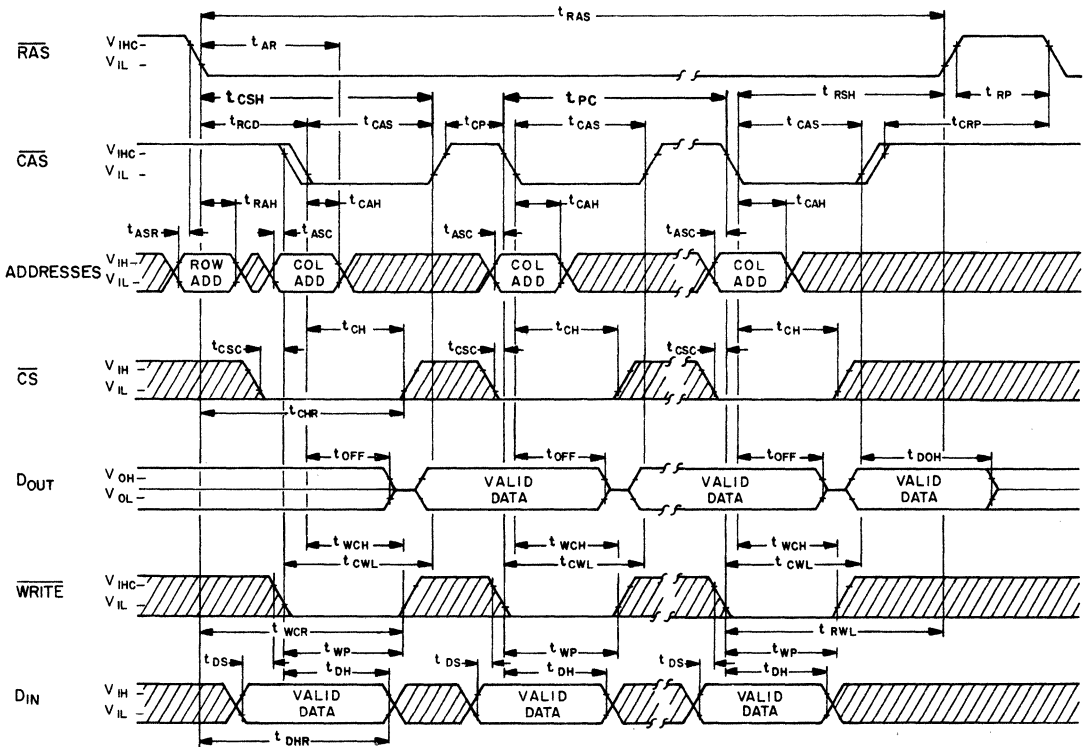 t RAS
RAS
V IHC
V IL
t AR
t CSH
t PC
t RSH
t RP
t RCD
t CAS
t CP
t CAS
t CAS
t CRP
CAS
V IHC
V IL
t RAH
t CAH
t CAH
t CAH
t ASR
t ASC
t ASC
t ASC
ADDRESSES
V IH
V IL
ROW ADD
COL ADD
COL ADD
COL ADD
t CH
t CH
t CH
t CSC
t CSC
t CSC
CS
V IH
V IL
t CHR
t OFF
t OFF
t OFF
t DOH
D OUT
V OH
V OL
VALID DATA
VALID DATA
VALID DATA
t WCH
t WCH
t WCH
t CWL
t CWL
t CWL
WRITE
V IHC
V IL
t WCR
t RWL
t WP
t WP
t WP
t DS
t DH
t DS
t DH
t DS
t DH
D IN
V IH
V IL
VALID DATA
VALID DATA
VALID DATA
t DHR